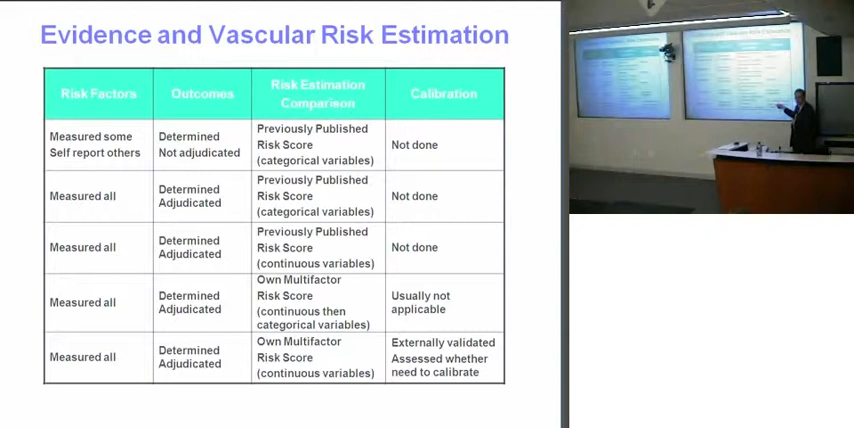 Evidence and Vascular Risk Estimation
Risk Factors
Outcomes
Risk Estimation
Comparison
Calibration
Measured some
Self report others
Determined
Not adjudicated
Previously Published
Risk Score
(categorical variables)
Not done
Measured all
Determined
Adjudicated
Previously Published
Risk Score
(categorical variables)
Not done
Measured all
Determined
Adjudicated
Previously Published
Risk Score
(continuous variables)
Not done
Measured all
Determined
Adjudicated
Own Multifactor
Risk Score
(continuous then
categorical variables)
Usually not
applicable
Measured all
Determined
Adjudicated
Own Multifactor
Risk Score
(continuous variables)
Externally validated
Assessed whether
need to calibrate